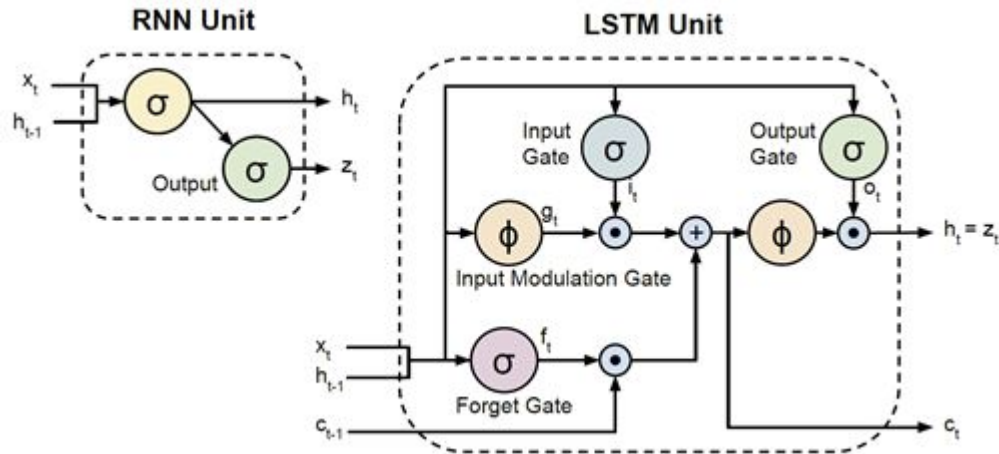 RNN Unit
xₜ
hₜ₋₁
σ
hₜ
Output
σ
zₜ
LSTM Unit
Input
Gate
σ
iₜ
Output
Gate
σ
oₜ
ϕ
gₜ
•
+
ϕ
•
hₜ = zₜ
Input Modulation Gate
xₜ
hₜ₋₁
σ
fₜ
•
Forget Gate
cₜ₋₁
cₜ